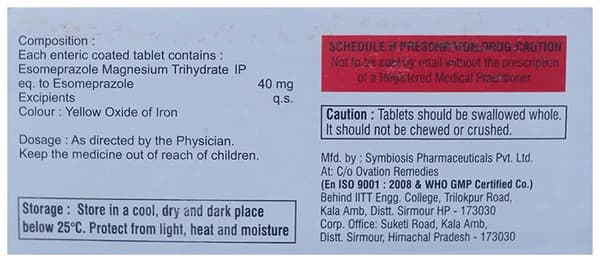 Composition :
Each enteric coated tablet contains :
Esomeprazole Magnesium Trihydrate IP
eq. to Esomeprazole 40 mg
Excipients q.s.
Colour : Yellow Oxide of Iron
Dosage : As directed by the Physician.
Keep the medicine out of reach of children.
Storage : Store in a cool, dry and dark place
below 25°C. Protect from light, heat and moisture
SCHEDULE H PRESCRIPTION DRUG CAUTION
Not to be sold by retail without the prescription
of a Registered Medical Practitioner.
Caution : Tablets should be swallowed whole.
It should not be chewed or crushed.
Mfd. by : Symbiosis Pharmaceuticals Pvt. Ltd.
At: C/o Ovation Remedies
(En ISO 9001 : 2008 & WHO GMP Certified Co.)
Behind IITT Engg. College, Trilokpur Road,
Kala Amb, Distt. Sirmour HP - 173030
Corp. Office: Suketi Road, Kala Amb,
Distt. Sirmour, Himachal Pradesh - 173030